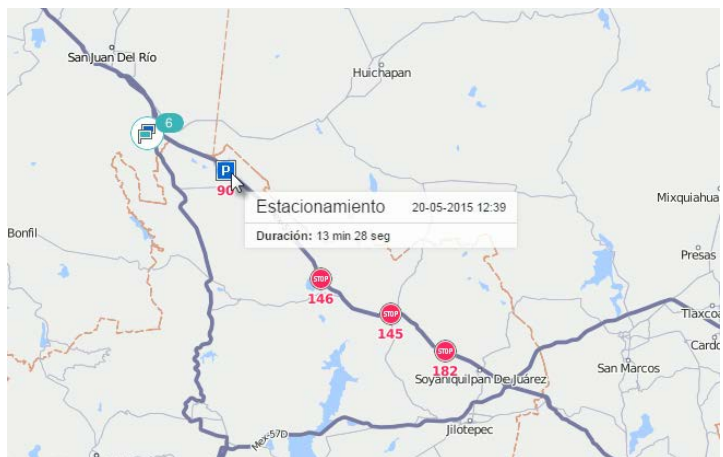 San Juan Del Río
Huichapan
6
P
90
Estacionamiento 20-05-2015 12:39
Duración: 13 min 28 seg
Mixquiahua
Bonfil
Presas
STOP
146
STOP
145
Tlaxcoa
STOP
182
Cardo
San Marcos
Soyaniquilpan De Juárez
Jilotepec
Mex-57D